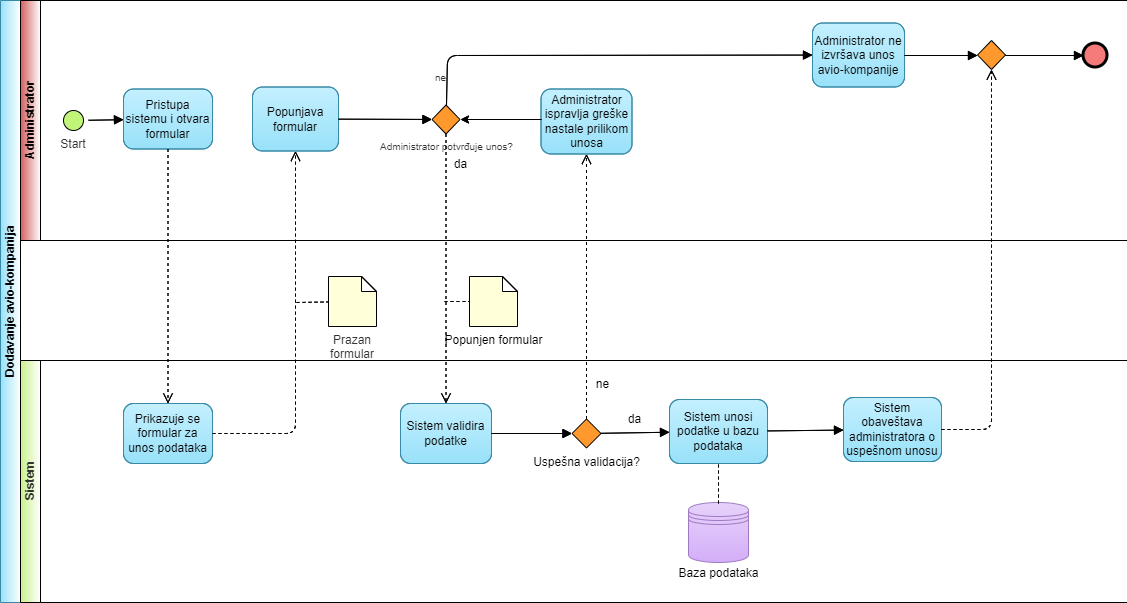 Dodavanje avio-kompanija
Administrator
Start
Pristupa
sistemu i otvara
formular
Popunjava
formular
ne
Administrator potvrđuje unos?
da
Administrator
ispravlja greške
nastale prilikom
unosa
Administrator ne
izvršava unos
avio-kompanije
Prazan
formular
Popunjen formular
Sistem
Prikazuje se
formular za
unos podataka
Sistem validira
podatke
ne
da
Uspešna validacija?
Sistem unosi
podatke u bazu
podataka
Sistem
obaveštava
administratora o
uspešnom unosu
Baza podataka